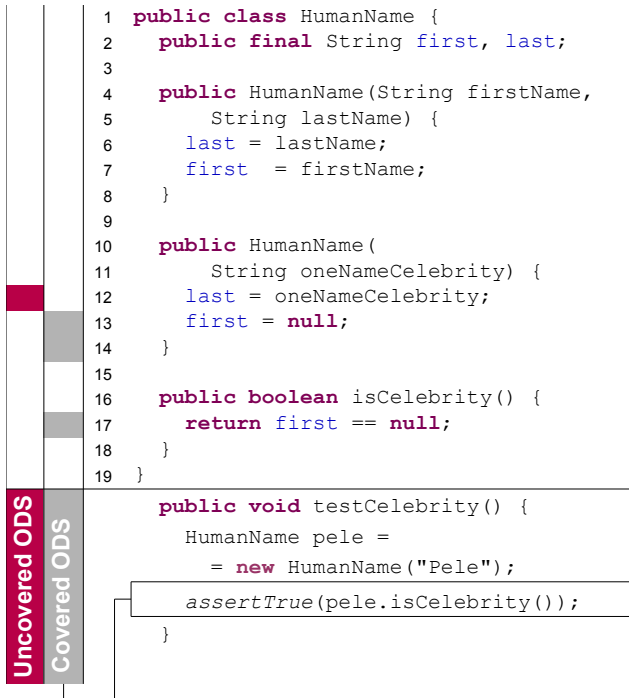 1 public class HumanName {
2 public final String first, last;
3
4 public HumanName(String firstName,
5 String lastName) {
6 last = lastName;
7 first = firstName;
8 }
9
10 public HumanName(
11 String oneNameCelebrity) {
12 last = oneNameCelebrity;
13 first = null;
14 }
15
16 public boolean isCelebrity() {
17 return first == null;
18 }
19 }
Uncovered ODS
Covered ODS
public void testCelebrity() {
HumanName pele =
= new HumanName("Pele");
assertTrue(pele.isCelebrity());
}